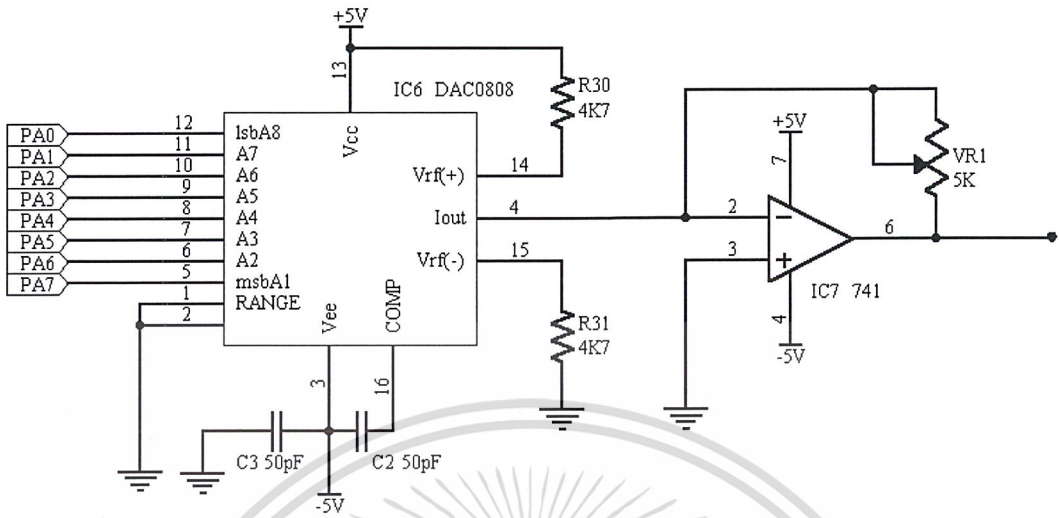 +5V
13
IC6 DAC0808
R30
4K7
+5V
7
VR1
5K
PA0 12 lsbA8
PA1 11 A7
PA2 10 A6
PA3 9 A5
PA4 8 A4
PA5 7 A3
PA6 6 A2
PA7 5 msbA1
1 RANGE
2
Vcc
Vrf(+) 14
Iout 4
Vrf(-) 15
Vee
COMP
2
3
6
IC7 741
4
-5V
R31
4K7
3
16
C3 50pF
C2 50pF
-5V